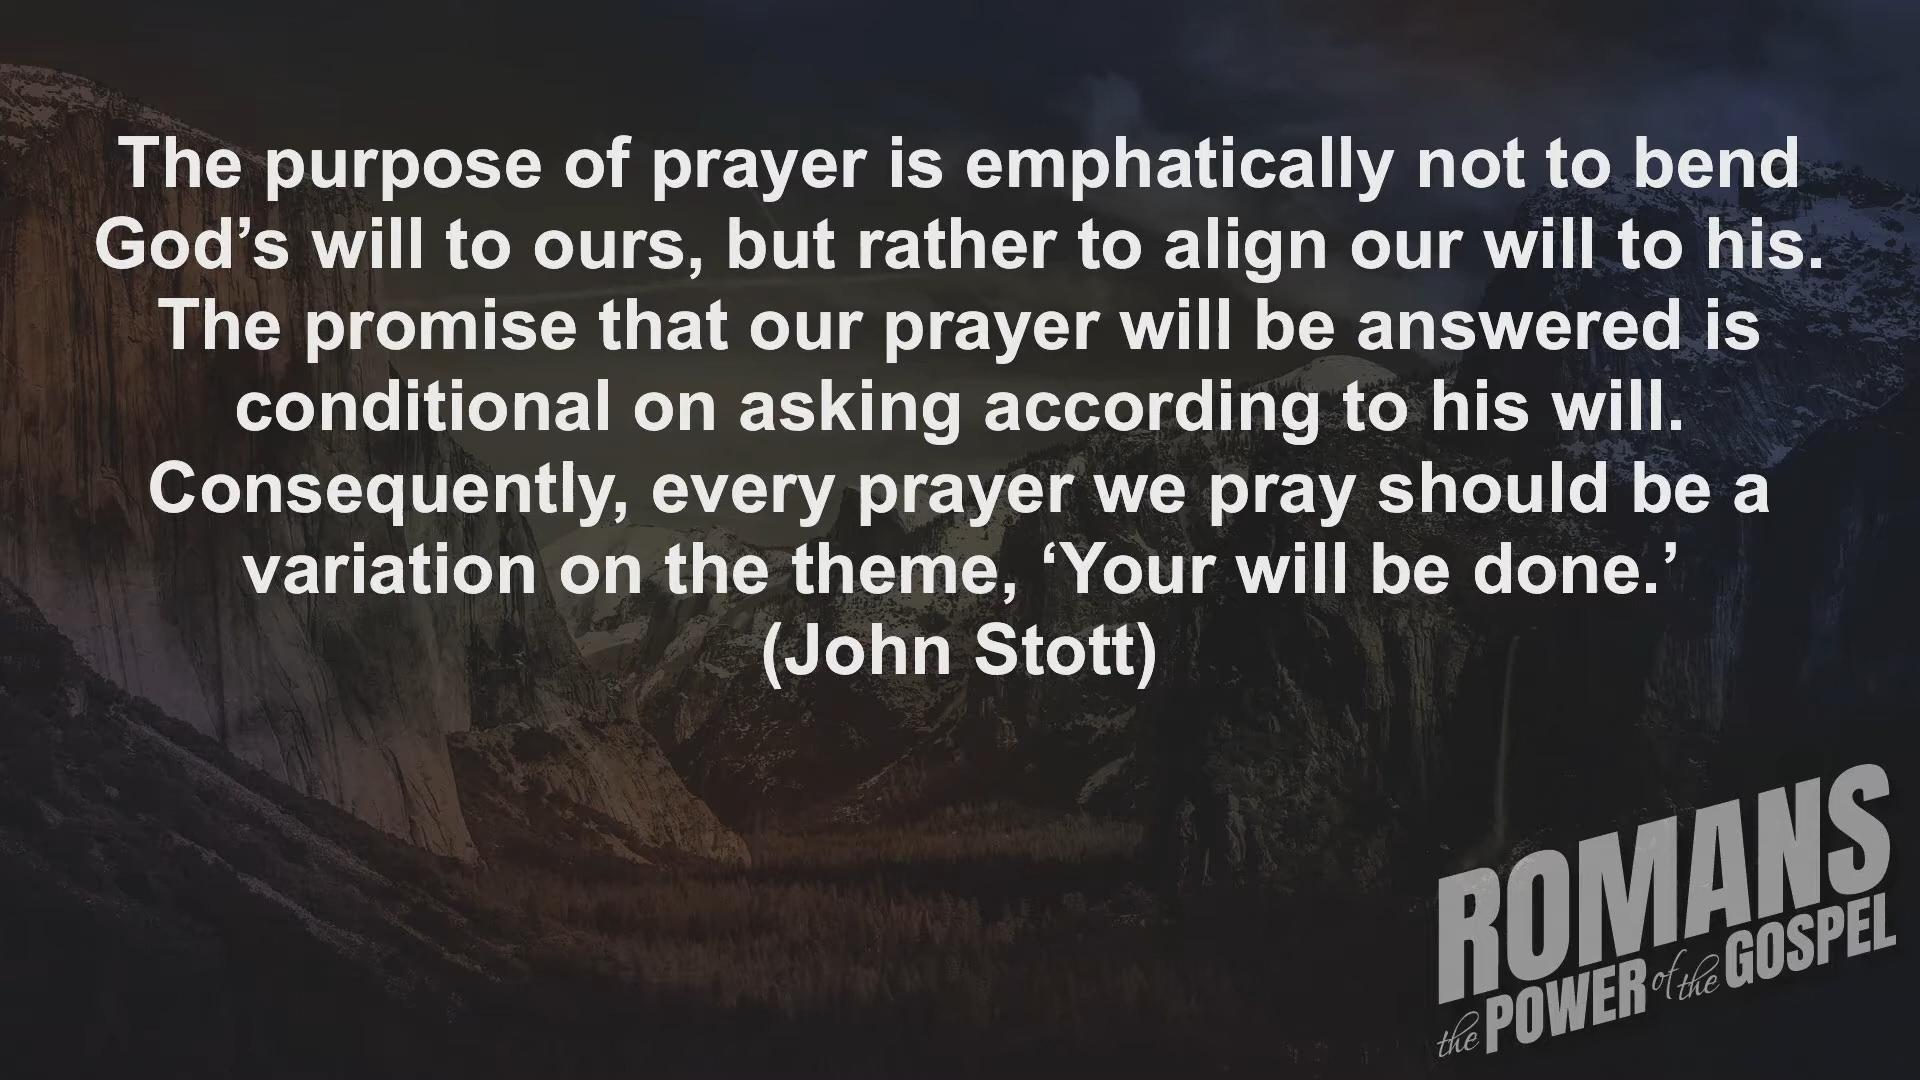 The purpose of prayer is emphatically not to bend
God’s will to ours, but rather to align our will to his.
The promise that our prayer will be answered is
conditional on asking according to his will.
Consequently, every prayer we pray should be a
variation on the theme, ‘Your will be done.’
(John Stott)
ROMANS
the POWER of the GOSPEL